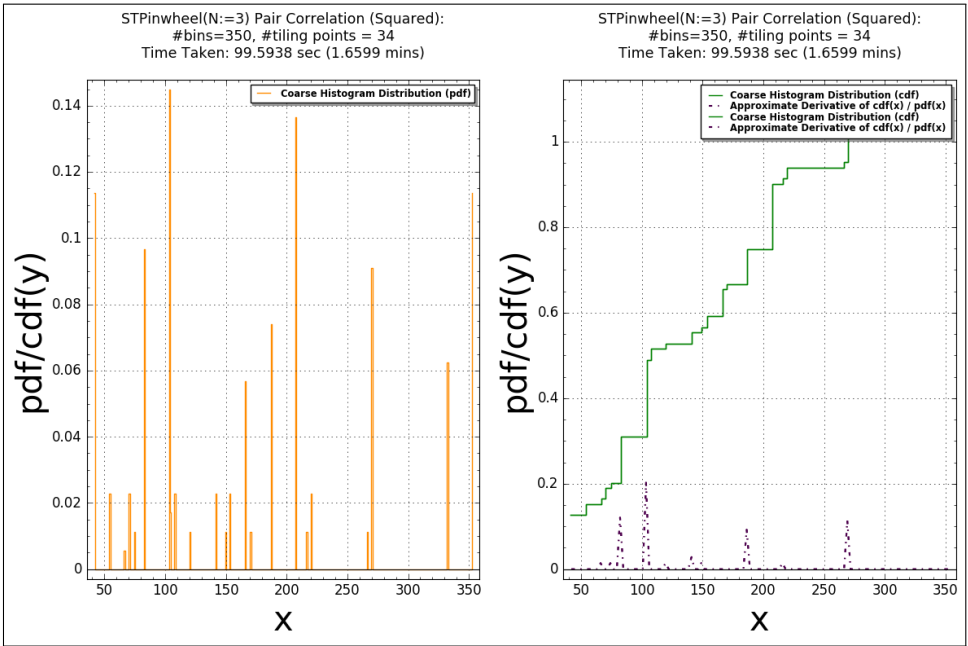 STPinwheel(N:=3) Pair Correlation (Squared):
#bins=350, #tiling points = 34
Time Taken: 99.5938 sec (1.6599 mins)
Coarse Histogram Distribution (pdf)
0.14
0.12
0.1
0.08
0.06
0.04
0.02
0
pdf/cdf(y)
50 100 150 200 250 300 350
x
STPinwheel(N:=3) Pair Correlation (Squared):
#bins=350, #tiling points = 34
Time Taken: 99.5938 sec (1.6599 mins)
Coarse Histogram Distribution (cdf)
Approximate Derivative of cdf(x) / pdf(x)
Coarse Histogram Distribution (cdf)
Approximate Derivative of cdf(x) / pdf(x)
1
0.8
0.6
0.4
0.2
0
pdf/cdf(y)
50 100 150 200 250 300 350
x